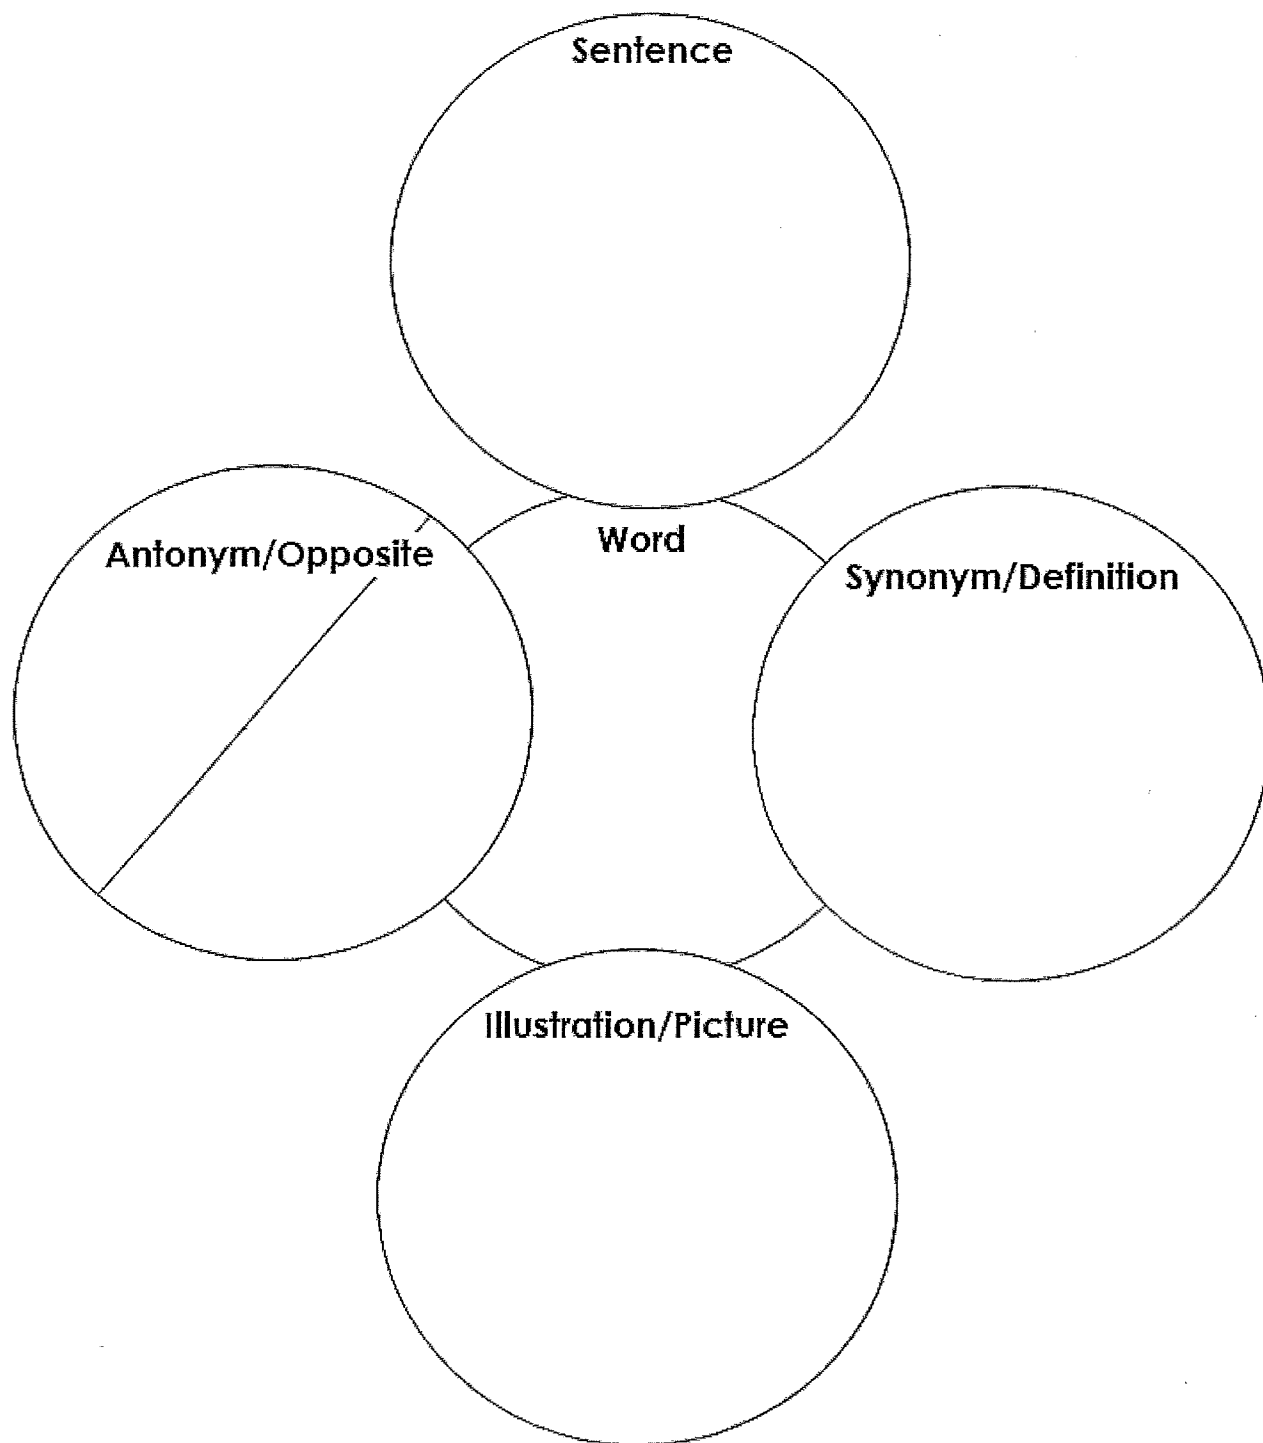 Sentence
Word
Antonym/Opposite
Synonym/Definition
Illustration/Picture